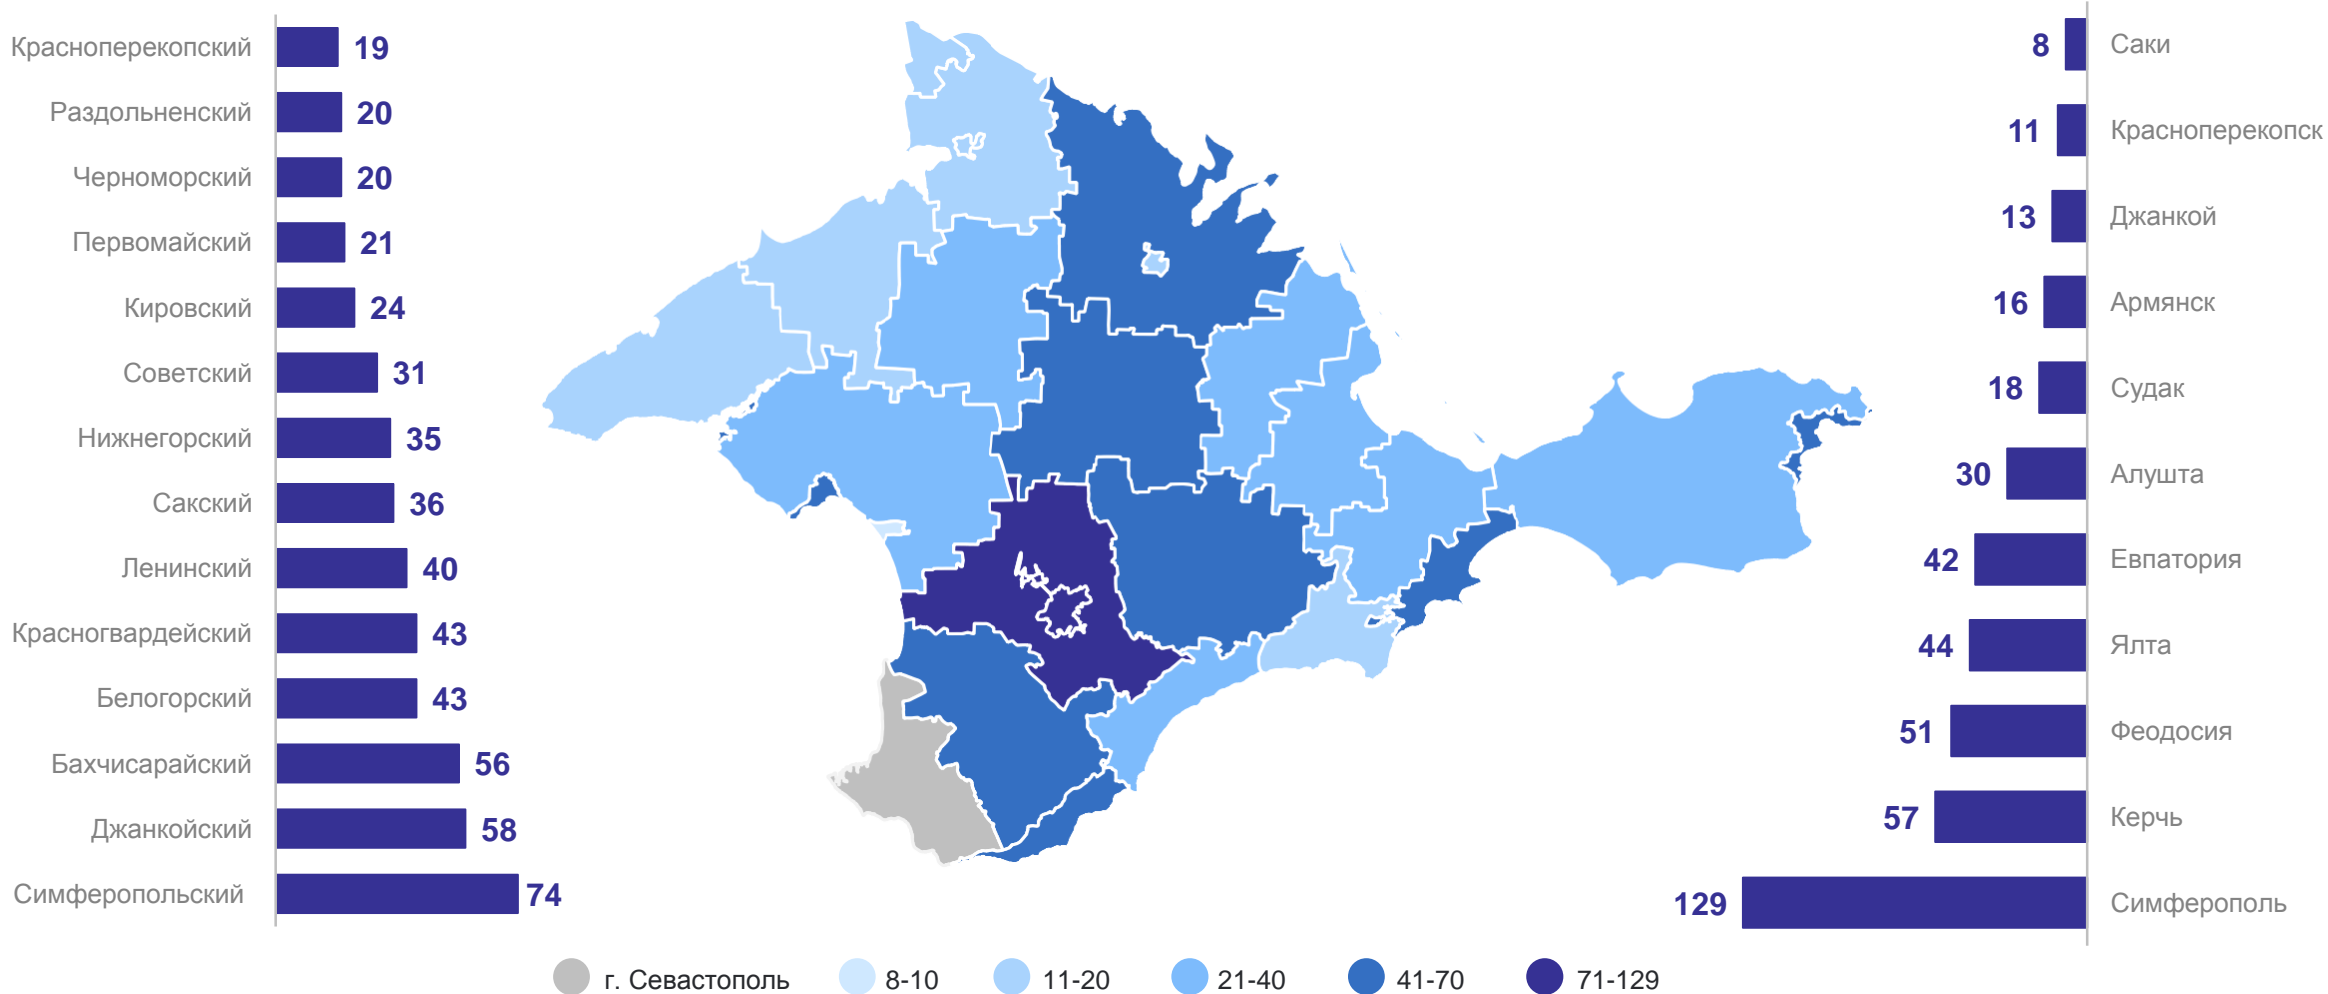 Красноперекопский 19
Раздольненский 20
Черноморский 20
Первомайский 21
Кировский 24
Советский 31
Нижнегорский 35
Сакский 36
Ленинский 40
Красногвардейский 43
Белогорский 43
Бахчисарайский 56
Джанкойский 58
Симферопольский 74
8 Саки
11 Красноперекопск
13 Джанкой
16 Армянск
18 Судак
30 Алушта
42 Евпатория
44 Ялта
51 Феодосия
57 Керчь
129 Симферополь
г. Севастополь 8-10 11-20 21-40 41-70 71-129